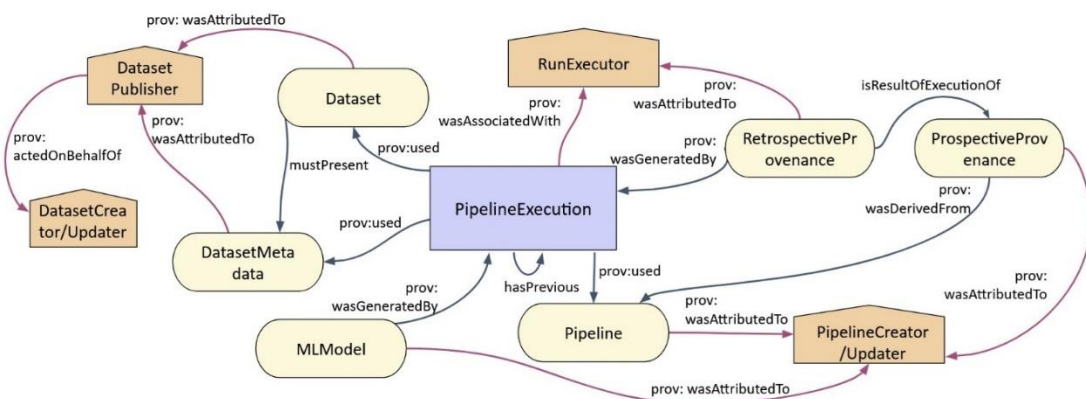 prov: wasAttributedTo
Dataset
Publisher
Dataset
RunExecutor
prov:
wasAttributedTo
isResultOfExecutionOf
prov:
actedOnBehalfOf
prov:
wasAttributedTo
mustPresent
prov:used
prov:
wasAssociatedWith
prov:
wasGeneratedBy
RetrospectivePr
ovenance
ProspectiveProv
enance
DatasetCrea
tor/Updater
DatasetMeta
data
prov:used
PipelineExecution
prov:
wasDerivedFrom
prov:
wasGeneratedBy
hasPrevious
prov:used
prov:
wasAttributedTo
prov:
wasAttributedTo
MLModel
Pipeline
PipelineCreator
/Updater
prov: wasAttributedTo